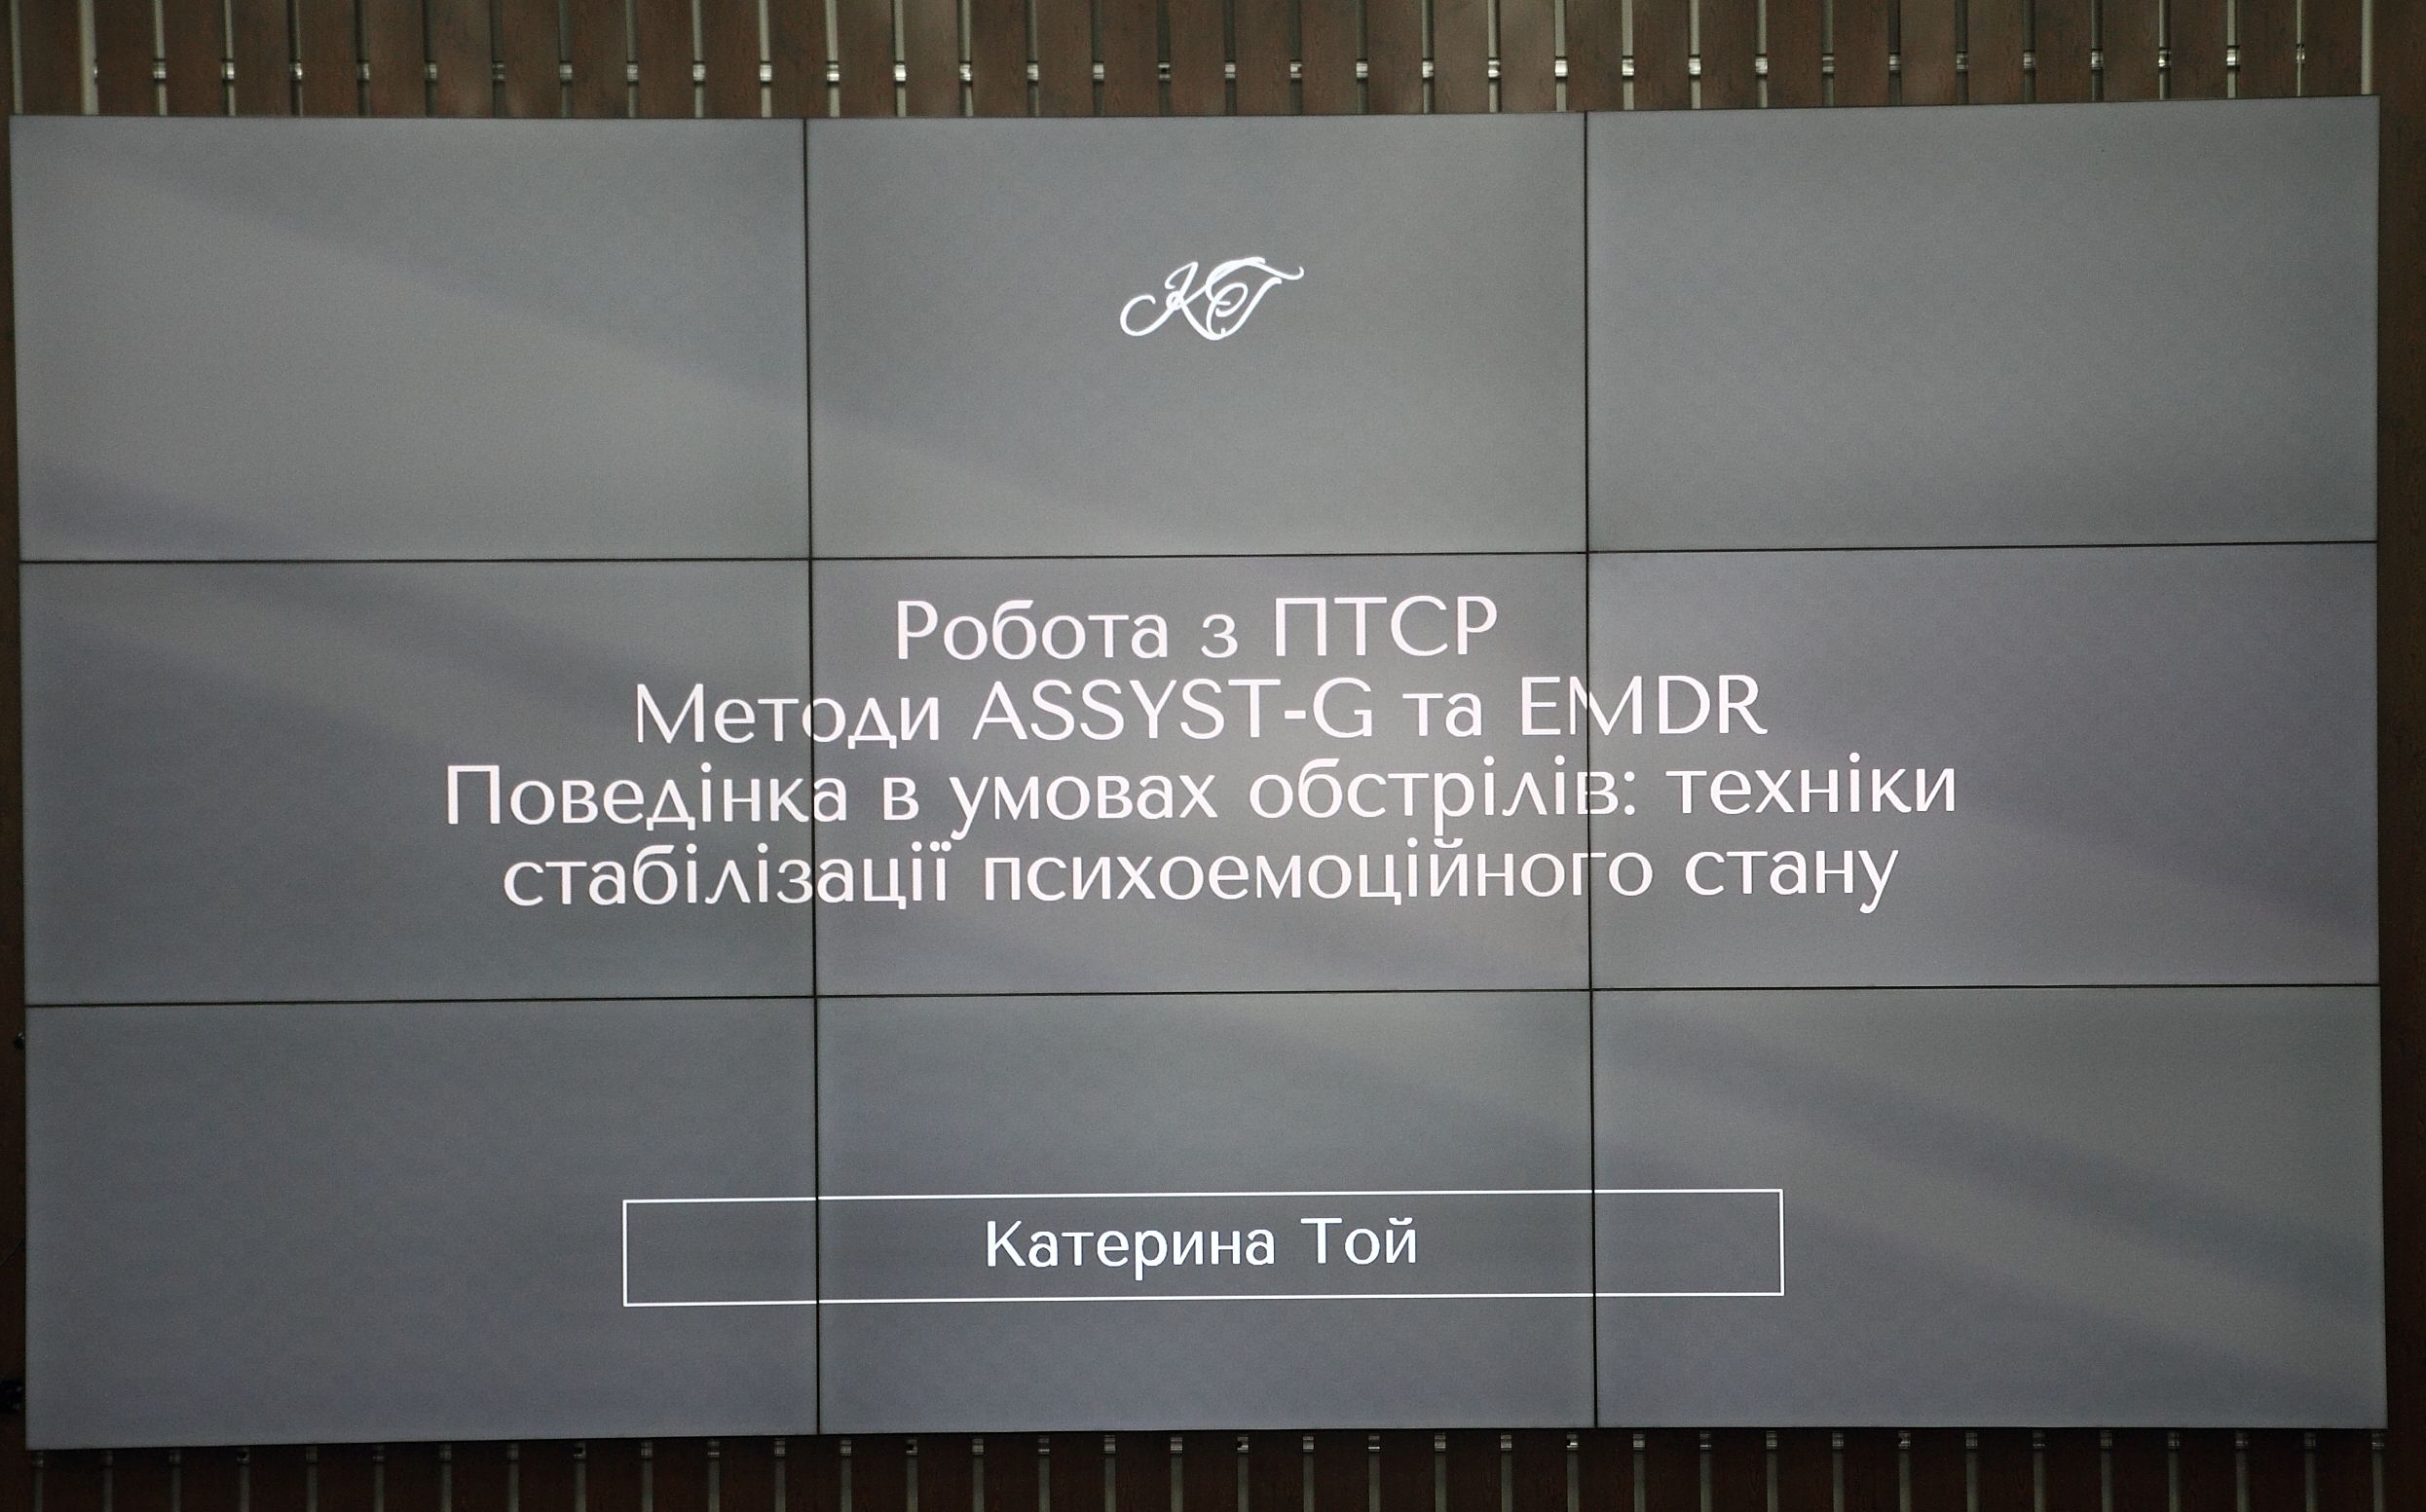 КТ
Робота з ПТСР
Методи ASSYST-G та EMDR
Поведінка в умовах обстрілів: техніки
стабілізації психоемоційного стану
Катерина Той